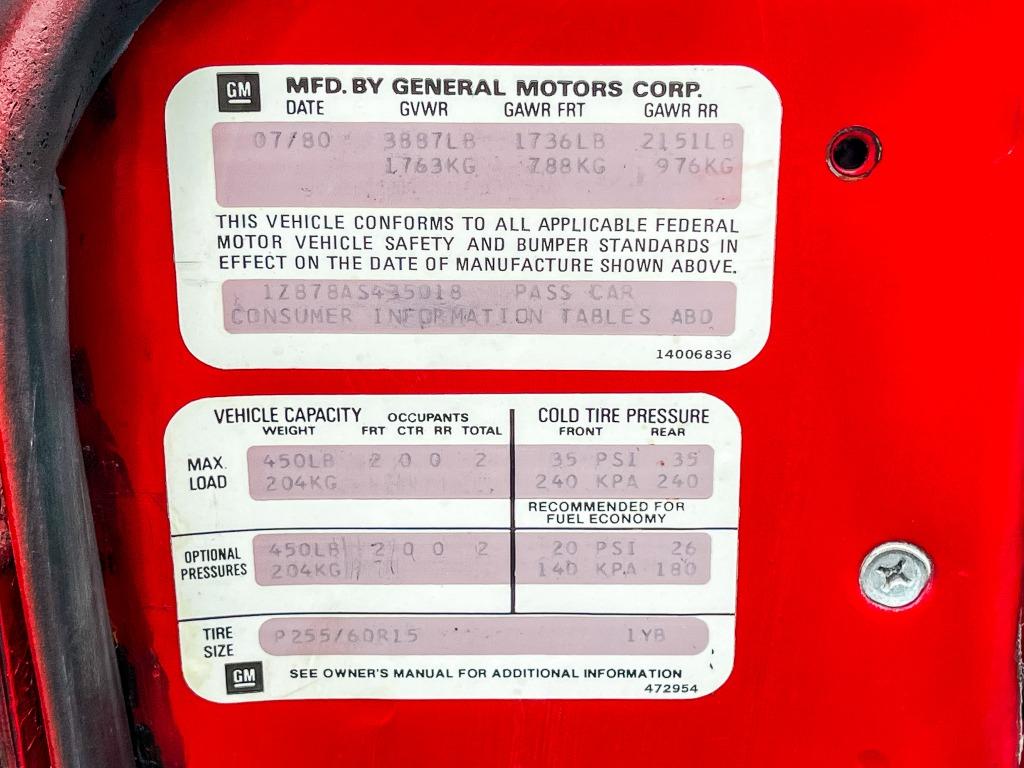 GM MFD. BY GENERAL MOTORS CORP.
DATE GVWR GAWR FRT GAWR RR
07/80 3887LB 1736LB 2151LB
1763KG 788KG 976KG
THIS VEHICLE CONFORMS TO ALL APPLICABLE FEDERAL
MOTOR VEHICLE SAFETY AND BUMPER STANDARDS IN
EFFECT ON THE DATE OF MANUFACTURE SHOWN ABOVE.
1Z878AS435018 PASS CAR
CONSUMER INFORMATION TABLES ABD
14006836
VEHICLE CAPACITY OCCUPANTS COLD TIRE PRESSURE
WEIGHT FRT CTR RR TOTAL FRONT REAR
MAX. LOAD 450LB 2 0 0 2 35 PSI 35
204KG 240 KPA 240
RECOMMENDED FOR
FUEL ECONOMY
OPTIONAL PRESSURES 450LB 2 0 0 2 20 PSI 26
204KG 140 KPA 180
TIRE SIZE P255/60R15 1YB
GM SEE OWNER'S MANUAL FOR ADDITIONAL INFORMATION
472954